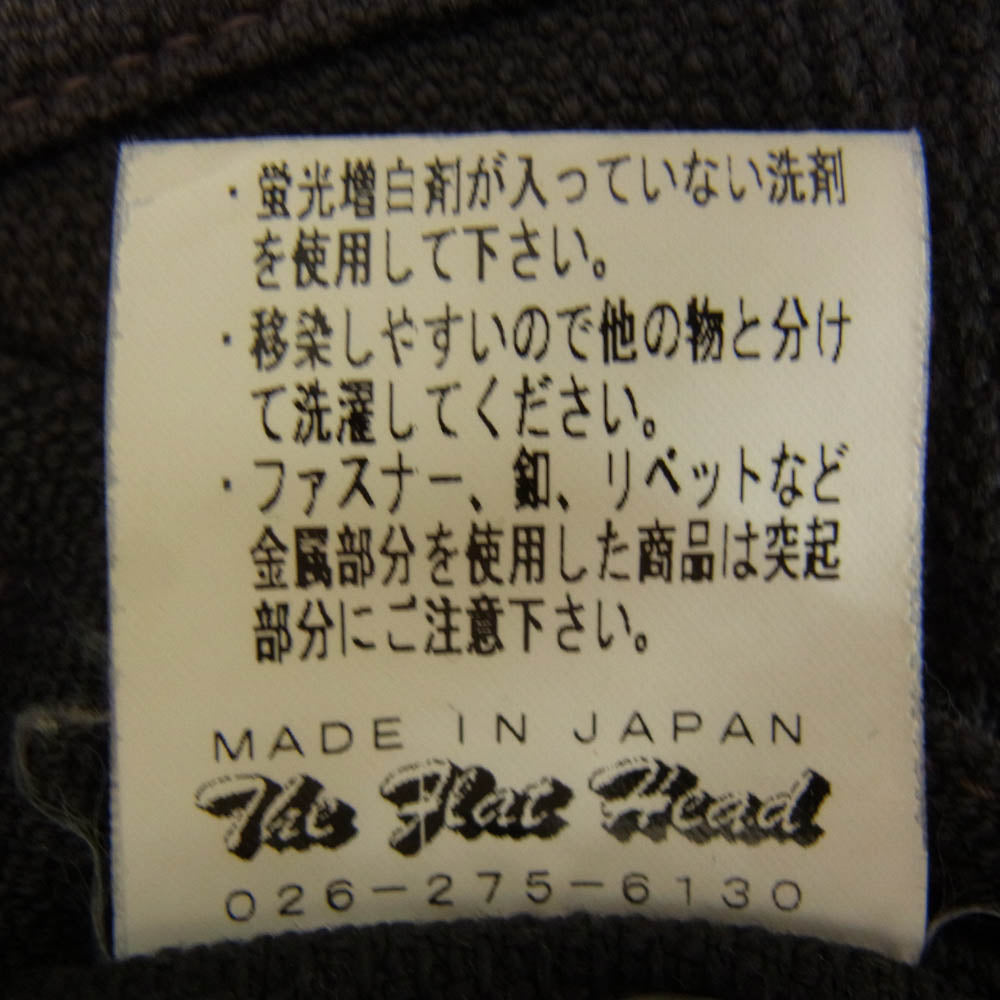 ・蛍光増白剤が入っていない洗剤
を使用して下さい。
・移染しやすいので他の物と分け
て洗濯してください。
・ファスナー、釦、リベットなど
金属部分を使用した商品は突起
部分にご注意下さい。
MADE IN JAPAN
The Flat Head
026-275-6130